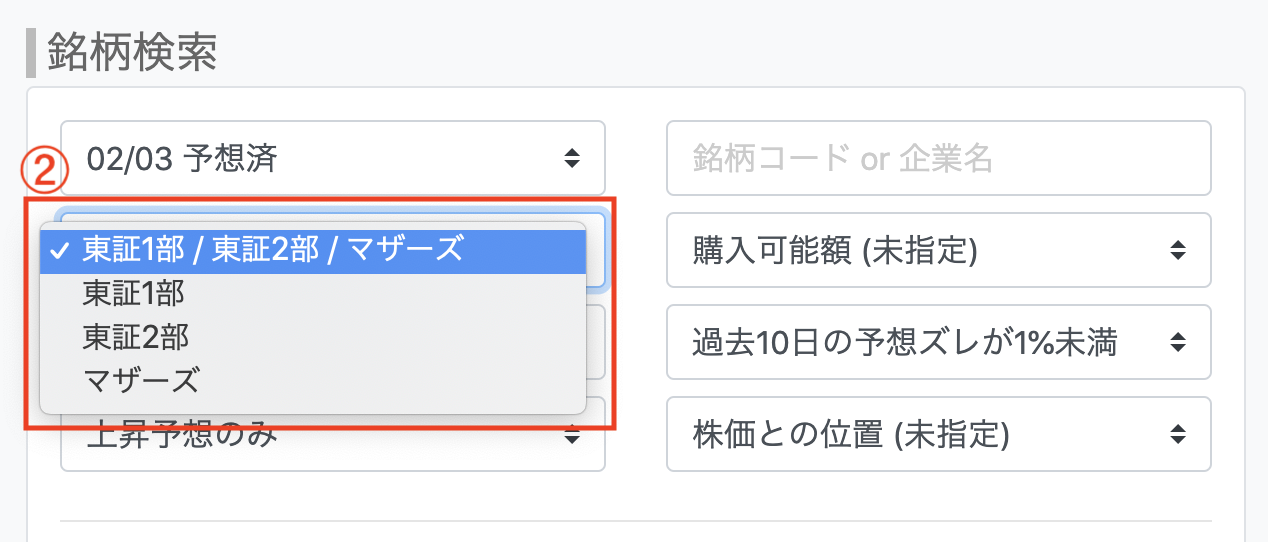 銘柄検索
02/03 予想済
銘柄コード or 企業名
②
✓ 東証1部 / 東証2部 / マザーズ
東証1部
東証2部
マザーズ
購入可能額 (未指定)
過去10日の予想ズレが1%未満
上昇予想のみ
株価との位置 (未指定)